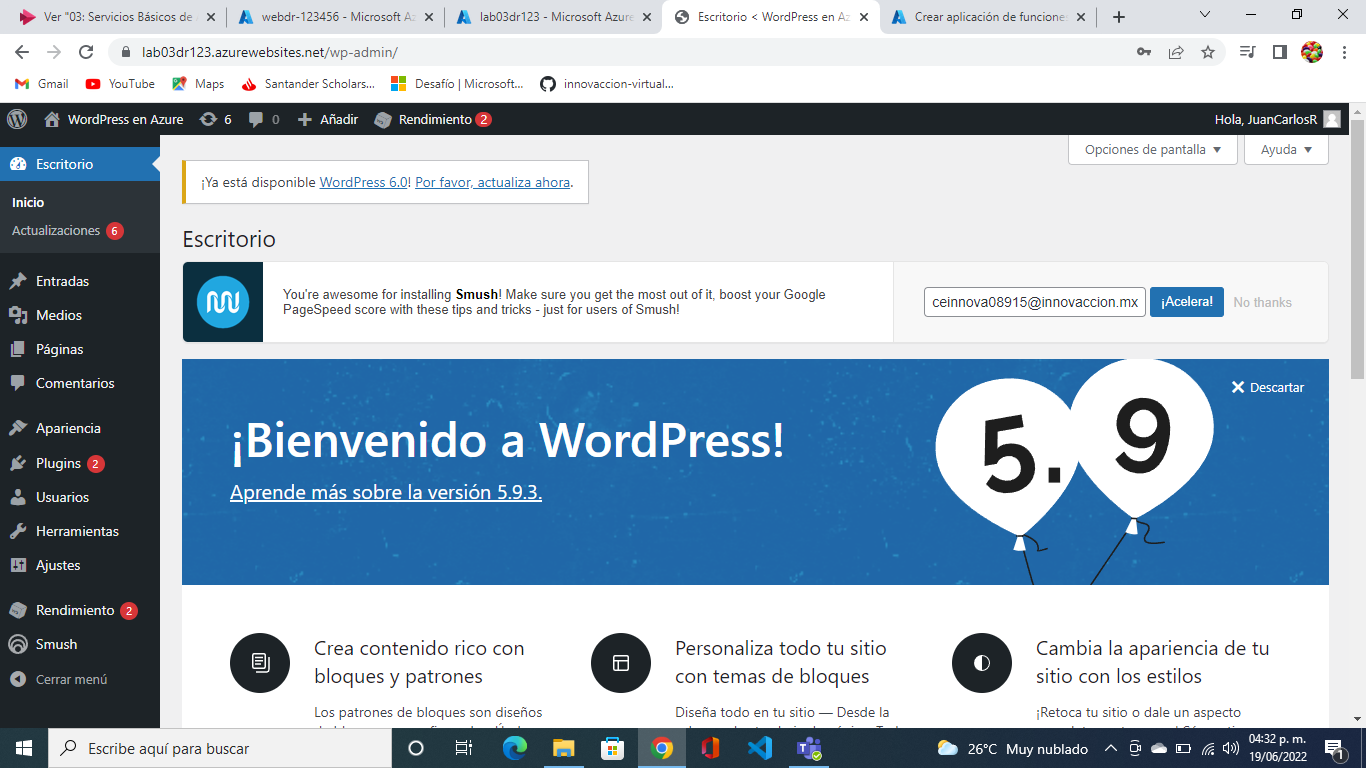 Ver "03: Servicios Básicos de
webdr-123456 - Microsoft Az
lab03dr123 - Microsoft Azure
Escritorio < WordPress en Az
Crear aplicación de funcione
lab03dr123.azurewebsites.net/wp-admin/
Gmail
YouTube
Maps
Santander Scholars...
Desafío | Microsoft...
innovaccion-virtual...
WordPress en Azure
6
0
Añadir
Rendimiento 2
Hola, JuanCarlosR
Escritorio
Inicio
Actualizaciones 6
Entradas
Medios
Páginas
Comentarios
Apariencia
Plugins 2
Usuarios
Herramientas
Ajustes
Rendimiento 2
Smush
Cerrar menú
Opciones de pantalla
Ayuda
¡Ya está disponible WordPress 6.0! Por favor, actualiza ahora.
Escritorio
You're awesome for installing Smush! Make sure you get the most out of it, boost your Google
PageSpeed score with these tips and tricks - just for users of Smush!
ceinnova08915@innovaccion.mx
¡Acelera!
No thanks
Descartar
¡Bienvenido a WordPress!
Aprende más sobre la versión 5.9.3.
5.9
Crea contenido rico con
bloques y patrones
Los patrones de bloques son diseños
Personaliza todo tu sitio
con temas de bloques
Diseña todo en tu sitio — Desde la
Cambia la apariencia de tu
sitio con los estilos
¡Retoca tu sitio o dale un aspecto
Escribe aquí para buscar
26°C Muy nublado
04:32 p. m.
19/06/2022
1